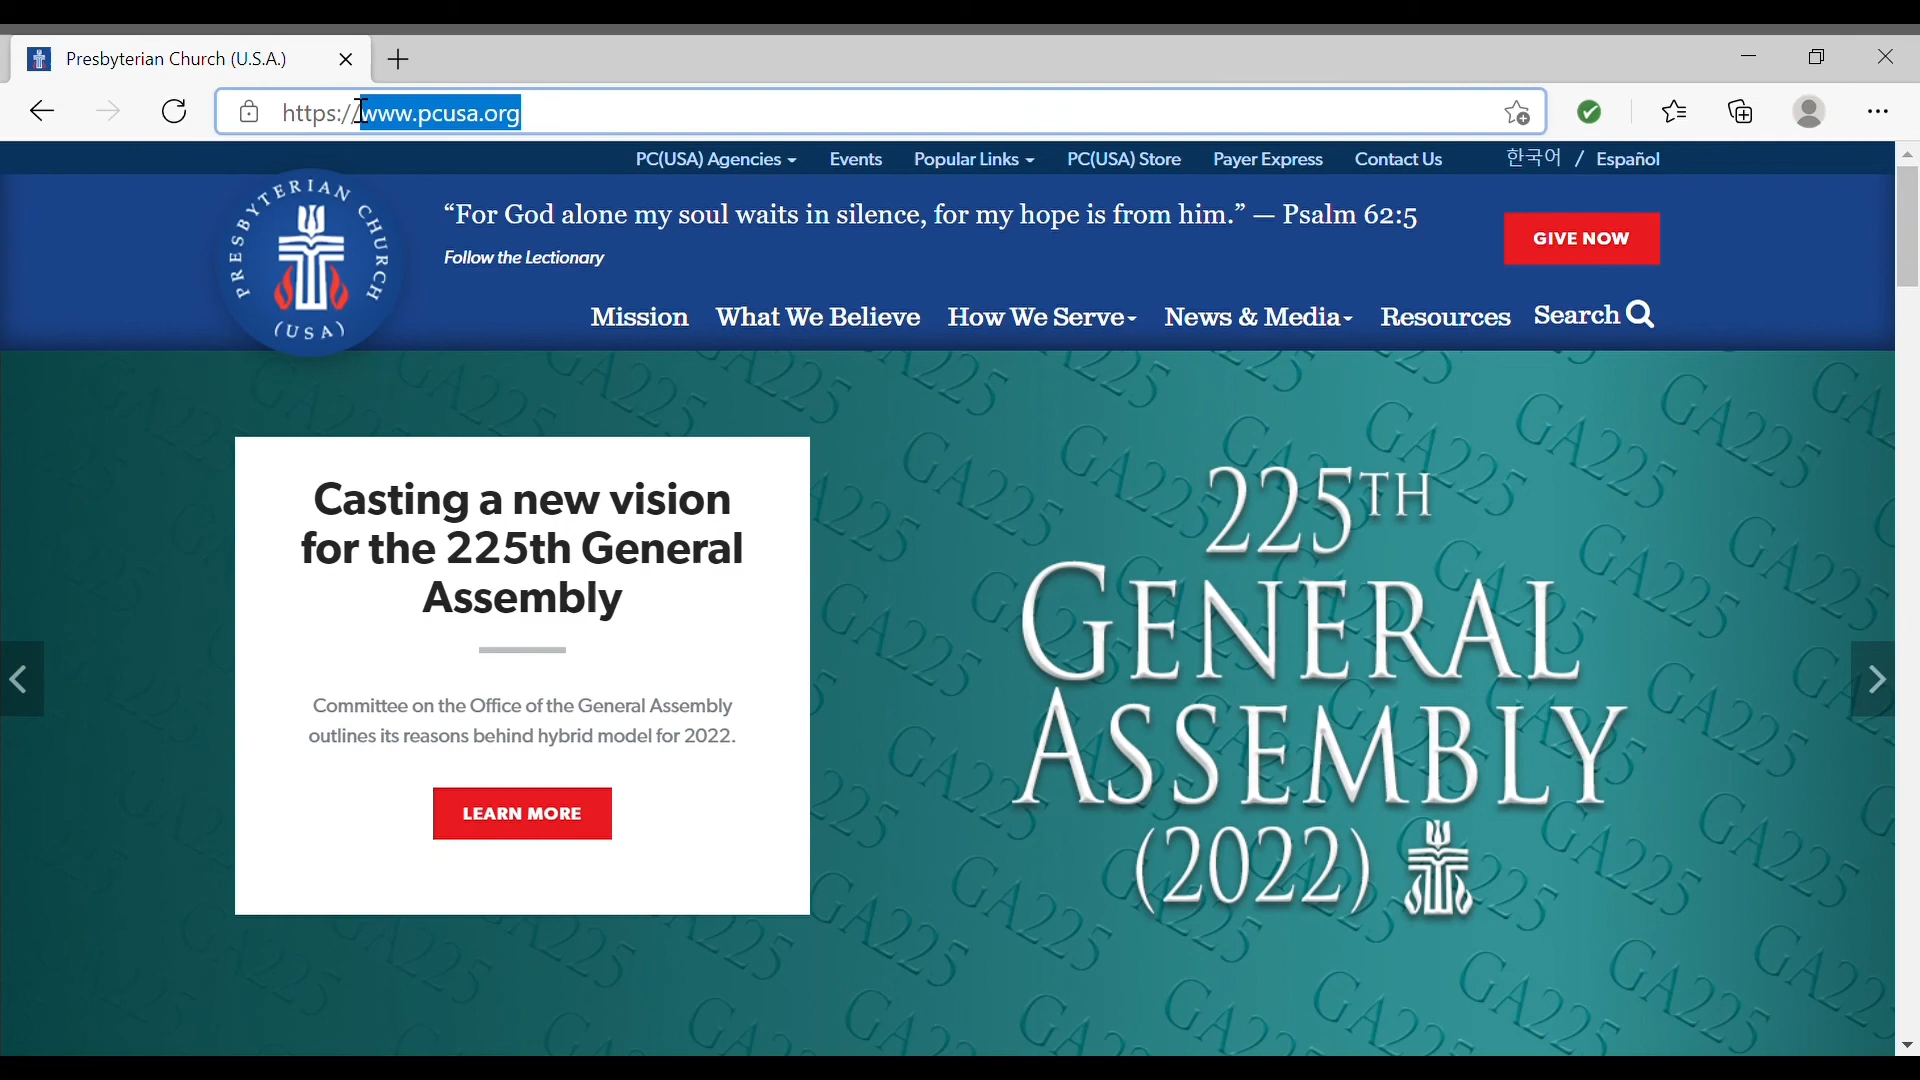 Presbyterian Church (U.S.A.)
https://www.pcusa.org
PC(USA) Agencies Events Popular Links PC(USA) Store Payer Express Contact Us 한국어 / Español
PRESBYTERIAN CHURCH
(USA)
“For God alone my soul waits in silence, for my hope is from him.” — Psalm 62:5
Follow the Lectionary
GIVE NOW
Mission What We Believe How We Serve News & Media Resources Search
Casting a new vision
for the 225th General
Assembly
Committee on the Office of the General Assembly
outlines its reasons behind hybrid model for 2022.
LEARN MORE
225TH
GENERAL
ASSEMBLY
(2022)
GA225